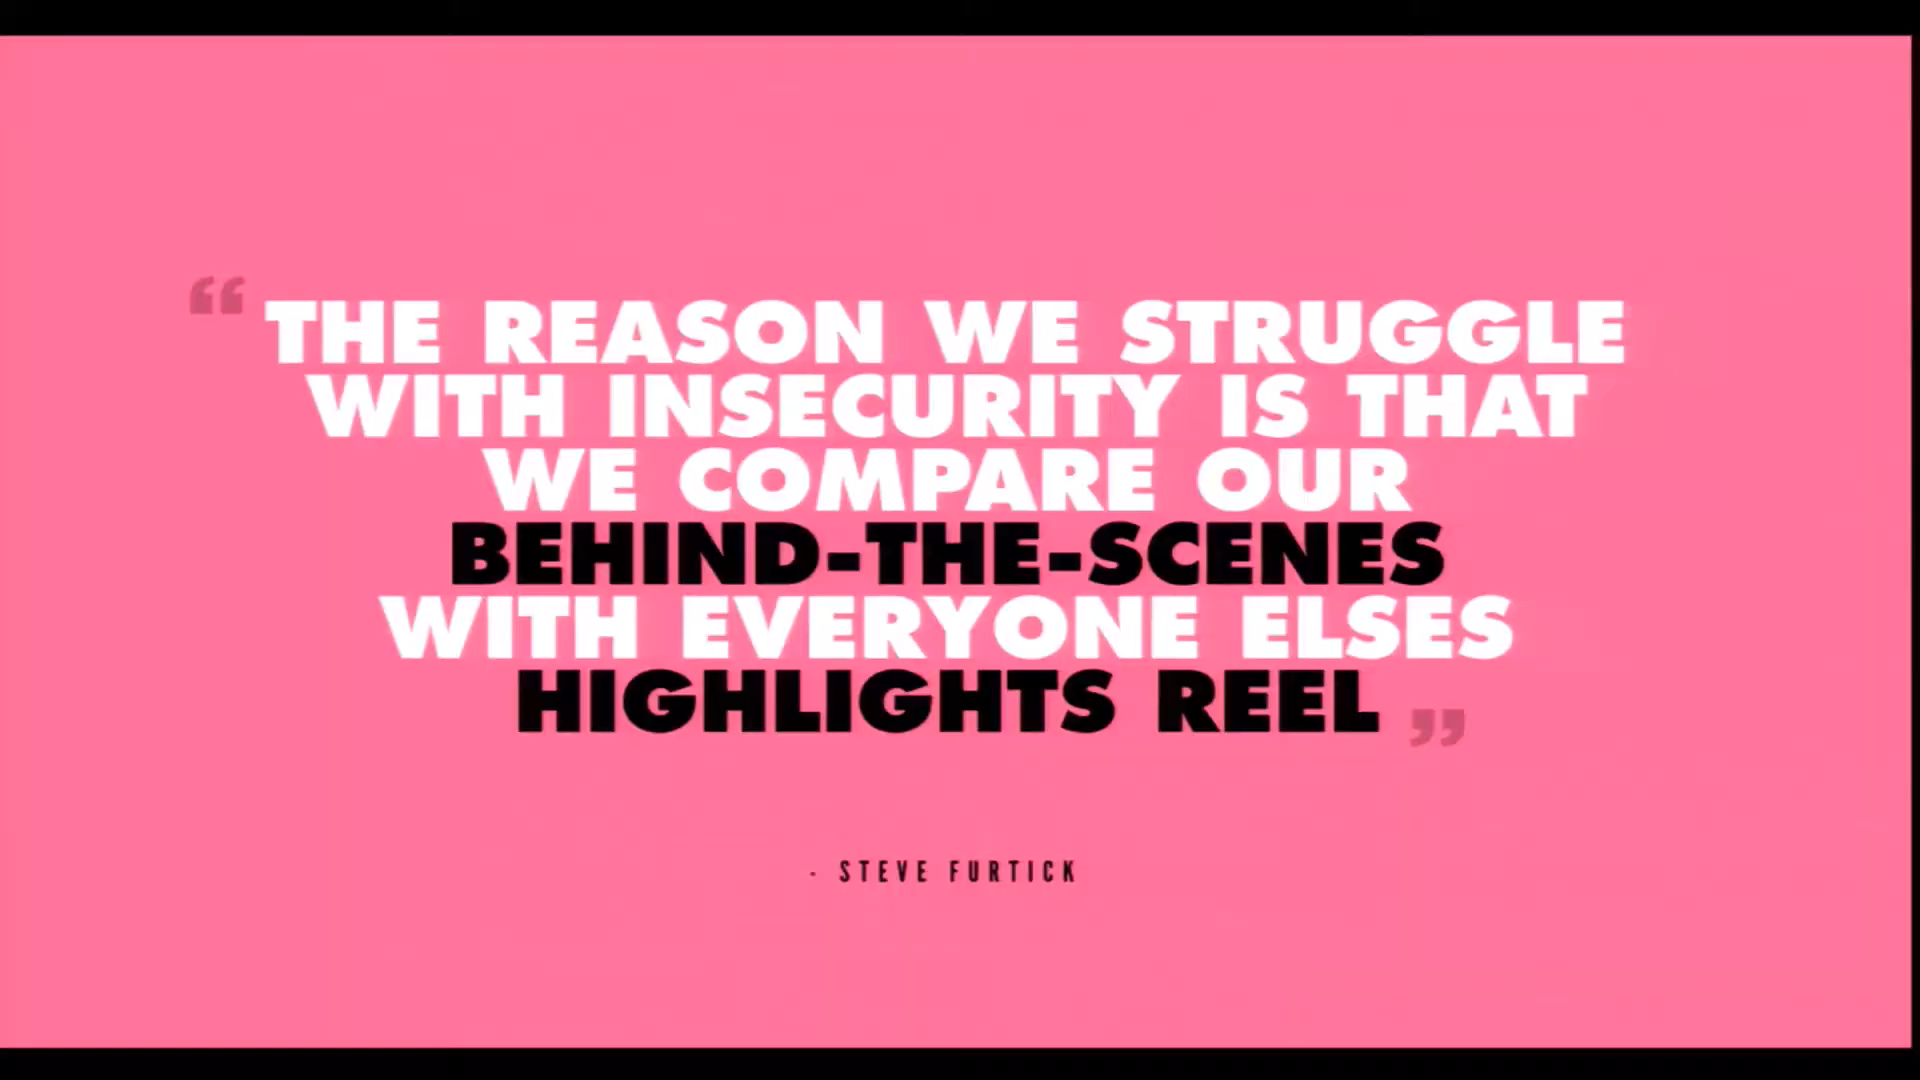 “ THE REASON WE STRUGGLE
WITH INSECURITY IS THAT
WE COMPARE OUR
BEHIND-THE-SCENES
WITH EVERYONE ELSES
HIGHLIGHTS REEL ”
- STEVE FURTICK